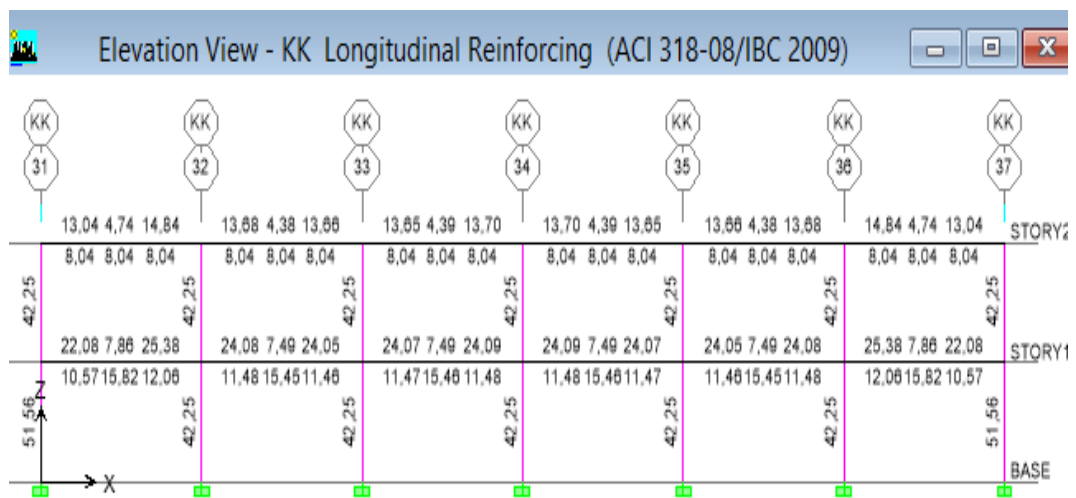 Elevation View - KK Longitudinal Reinforcing (ACI 318-08/IBC 2009)
KK KK KK KK KK KK KK
31 32 33 34 35 36 37
13,04 4,74 14,84 13,68 4,38 13,66 13,65 4,39 13,70 13,70 4,39 13,65 13,66 4,38 13,68 14,84 4,74 13,04
STORY2
8,04 8,04 8,04 8,04 8,04 8,04 8,04 8,04 8,04 8,04 8,04 8,04 8,04 8,04 8,04 8,04 8,04 8,04
42,25 42,25 42,25 42,25 42,25 42,25 42,25
22,08 7,86 25,38 24,08 7,49 24,05 24,07 7,49 24,09 24,09 7,49 24,07 24,05 7,49 24,08 25,38 7,86 22,08
STORY1
10,57 15,82 12,06 11,48 15,45 11,46 11,47 15,46 11,48 11,48 15,46 11,47 11,46 15,45 11,48 12,06 15,82 10,57
Z
51,56 42,25 42,25 42,25 42,25 42,25 51,56
BASE
X